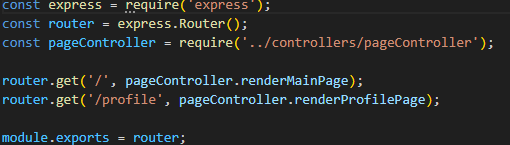 const express = require('express');
const router = express.Router();
const pageController = require('../controllers/pageController');
router.get('/', pageController.renderMainPage);
router.get('/profile', pageController.renderProfilePage);
module.exports = router;